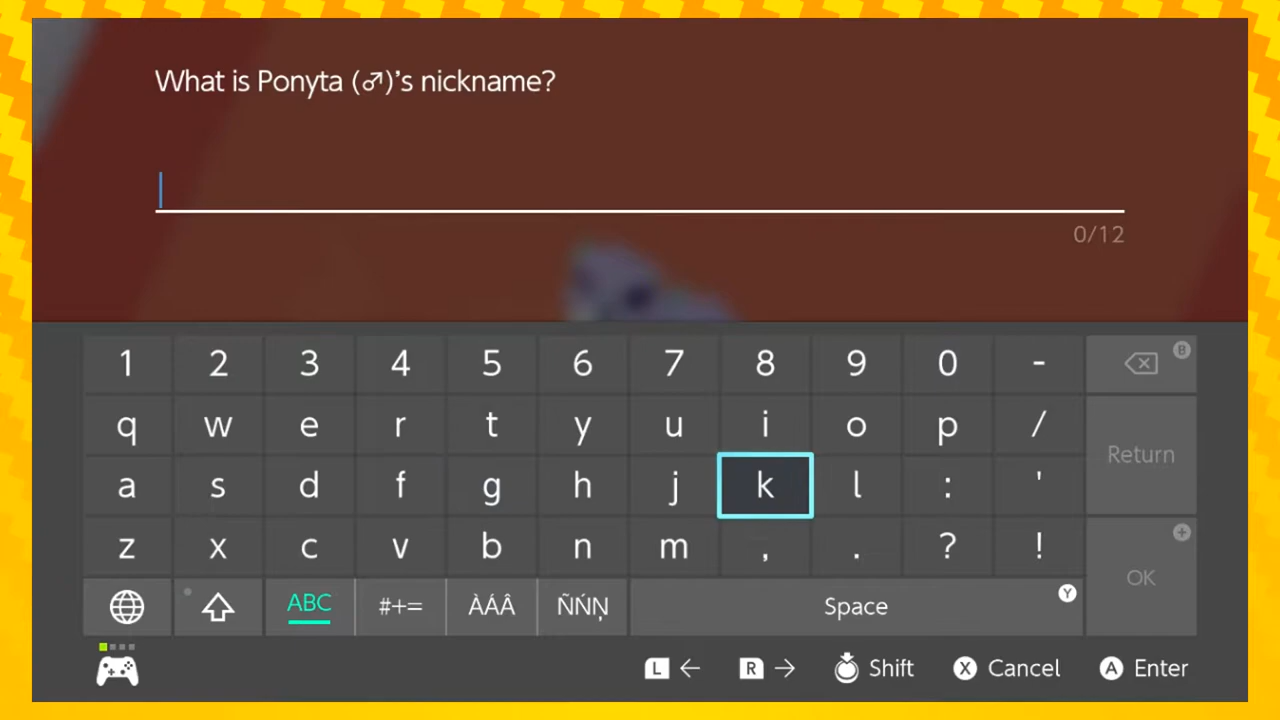 What is Ponyta (♂)'s nickname?
0/12
1 2 3 4 5 6 7 8 9 0 - B
q w e r t y u i o p / Return
a s d f g h j k l : '
z x c v b n m , . ? ! + OK
ABC #+= ÀÁÂ ÑŃŅ Space Y
L ← R → Shift X Cancel A Enter